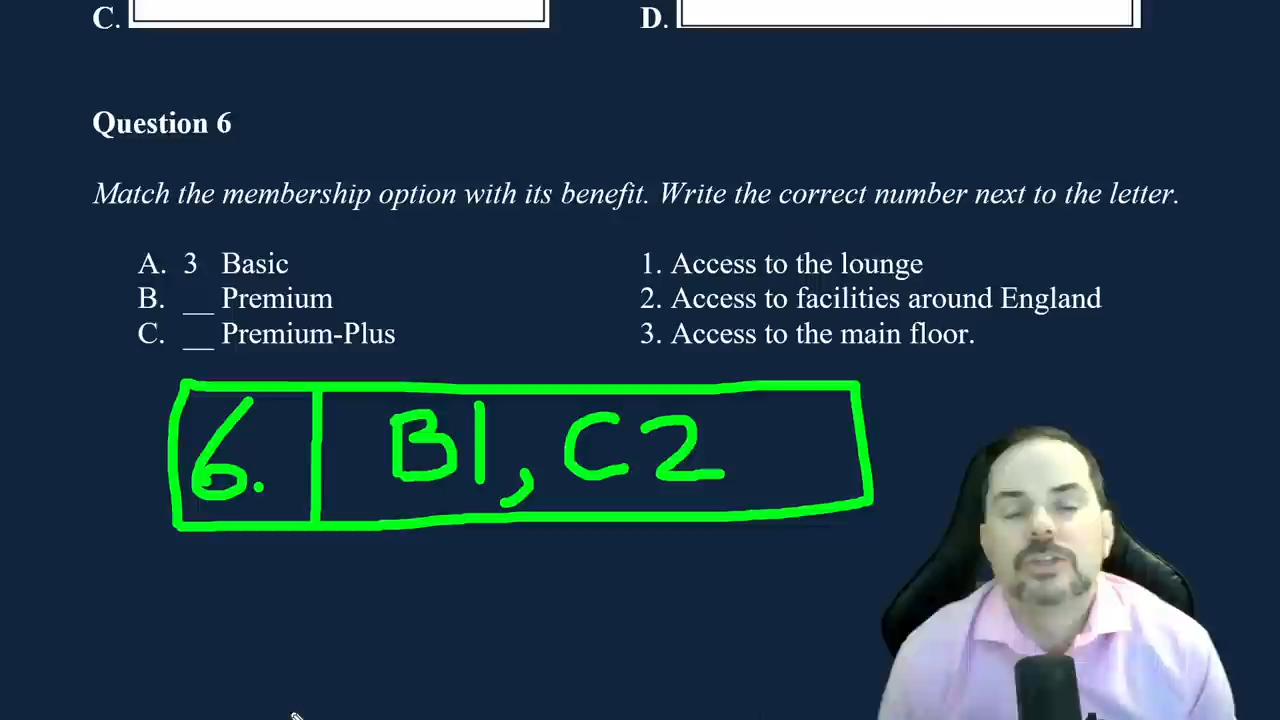 C. D.
Question 6
Match the membership option with its benefit. Write the correct number next to the letter.
A. 3 Basic 1. Access to the lounge
B. __ Premium 2. Access to facilities around England
C. __ Premium-Plus 3. Access to the main floor.
6. B1, C2